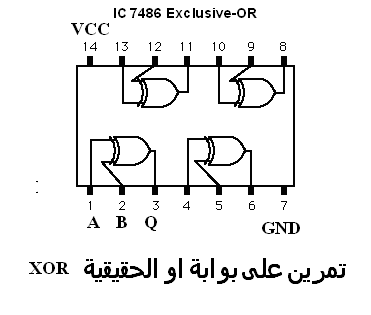 IC 7486 Exclusive-OR
VCC
14 13 12 11 10 9 8
1 2 3 4 5 6 7
A B Q
GND
تمرين على بوابة او الحقيقية XOR